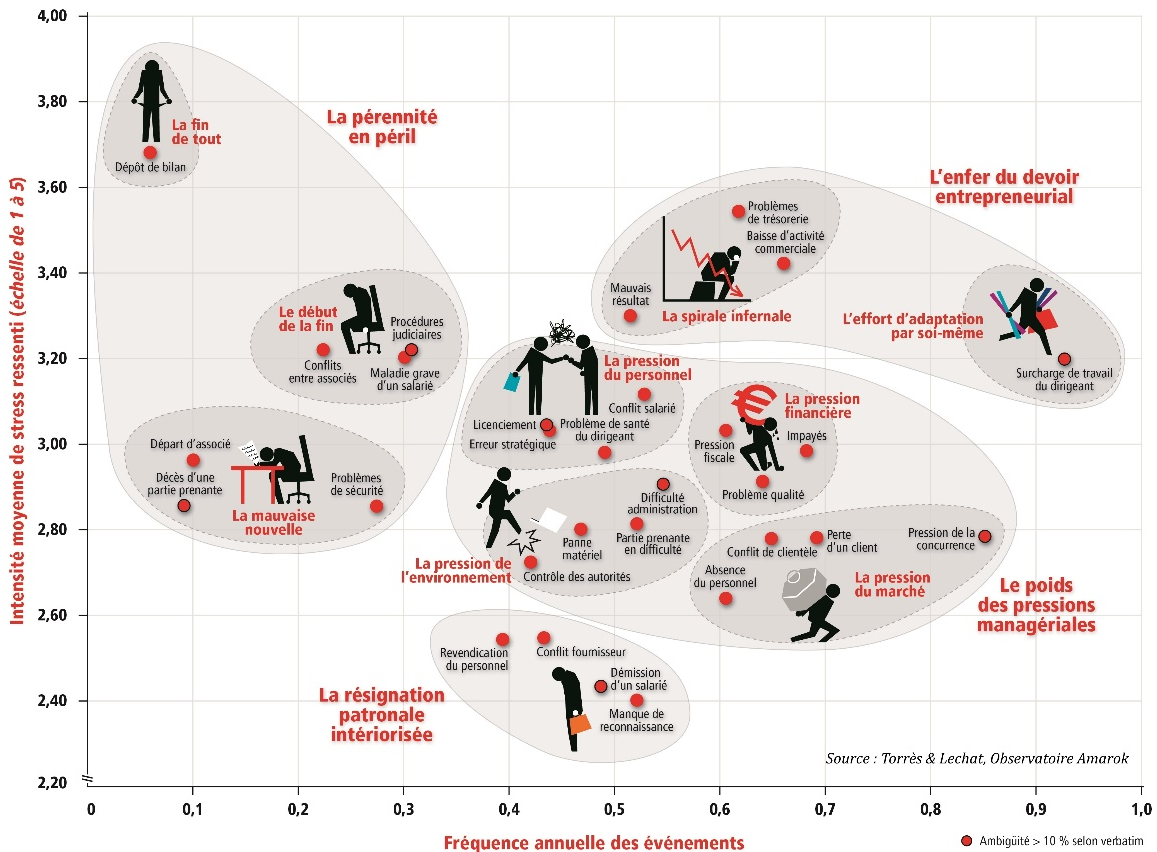 4,00
3,80
3,60
3,40
3,20
3,00
2,80
2,60
2,40
2,20
Intensité moyenne de stress ressenti (échelle de 1 à 5)
La fin
de tout
Dépôt de bilan
La pérennité
en péril
L'enfer du devoir
entrepreneurial
Problèmes
de trésorerie
Baisse d'activité
commerciale
Mauvais
résultat
La spirale infernale
L'effort d'adaptation
par soi-même
Surcharge de travail
du dirigeant
Le début
de la fin
Procédures
judiciaires
Conflits
entre associés
Maladie grave
d'un salarié
La pression
du personnel
Conflit salarié
Licenciement
Problème de santé
du dirigeant
Erreur stratégique
La pression
financière
Pression
fiscale
Impayés
Problème qualité
Départ d'associé
Décès d'une
partie prenante
Problèmes
de sécurité
La mauvaise
nouvelle
Difficulté
administration
Panne
matériel
Partie prenante
en difficulté
La pression de
l'environnement
Contrôle des autorités
Conflit de clientèle
Perte
d'un client
Pression de la
concurrence
Absence
du personnel
La pression
du marché
Le poids
des pressions
managériales
Revendication
du personnel
Conflit fournisseur
Démission
d'un salarié
Manque de
reconnaissance
La résignation
patronale
intériorisée
Source : Torrès & Lechat, Observatoire Amarok
0 0,1 0,2 0,3 0,4 0,5 0,6 0,7 0,8 0,9 1,0
Fréquence annuelle des événements
Ambigüité > 10 % selon verbatim